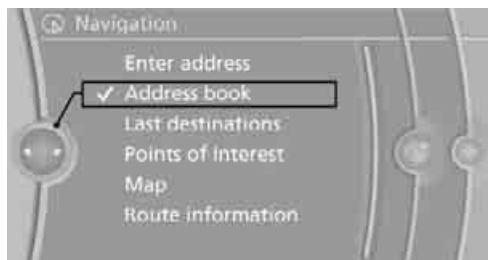 Navigation
Enter address
Address book
Last destinations
Points of Interest
Map
Route information